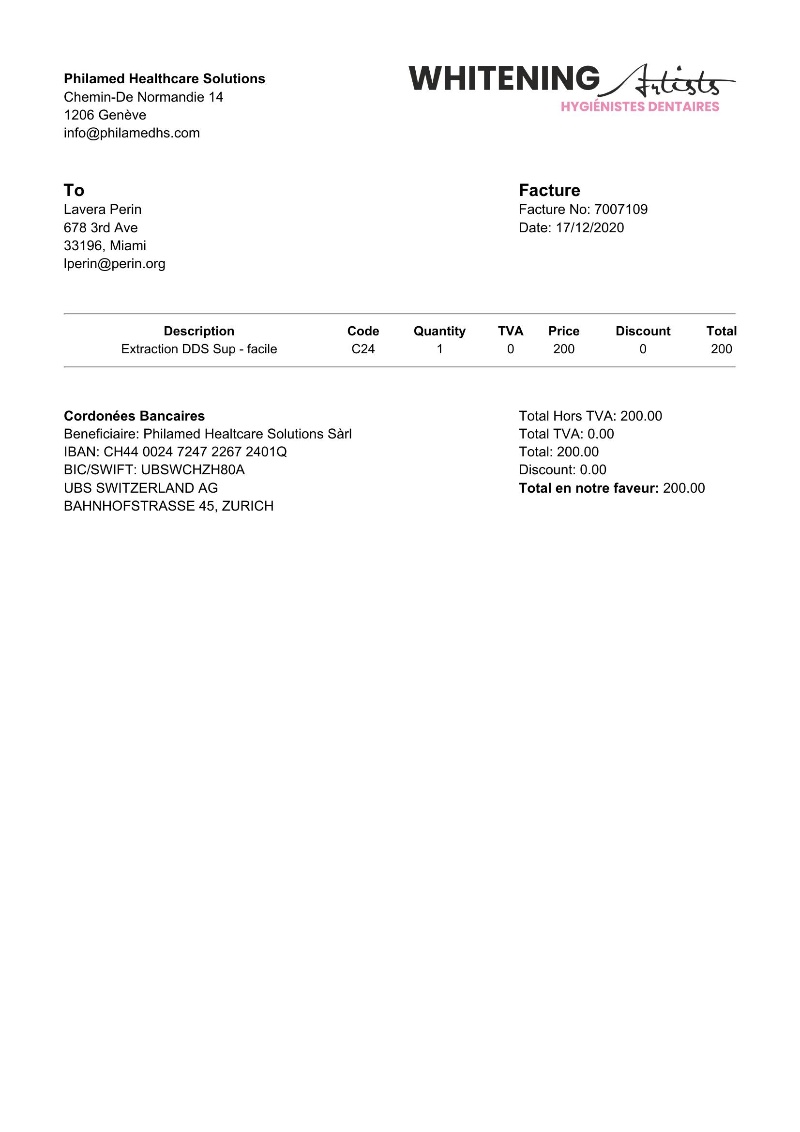 Philamed Healthcare Solutions
Chemin-De Normandie 14
1206 Genève
info@philamedhs.com
WHITENING Artists
HYGIÉNISTES DENTAIRES
To
Lavera Perin
678 3rd Ave
33196, Miami
lperin@perin.org
Facture
Facture No: 7007109
Date: 17/12/2020
Description Code Quantity TVA Price Discount Total
Extraction DDS Sup - facile C24 1 0 200 0 200
Cordonées Bancaires
Beneficiaire: Philamed Healtcare Solutions Sàrl
IBAN: CH44 0024 7247 2267 2401Q
BIC/SWIFT: UBSWCHZH80A
UBS SWITZERLAND AG
BAHNHOFSTRASSE 45, ZURICH
Total Hors TVA: 200.00
Total TVA: 0.00
Total: 200.00
Discount: 0.00
Total en notre faveur: 200.00